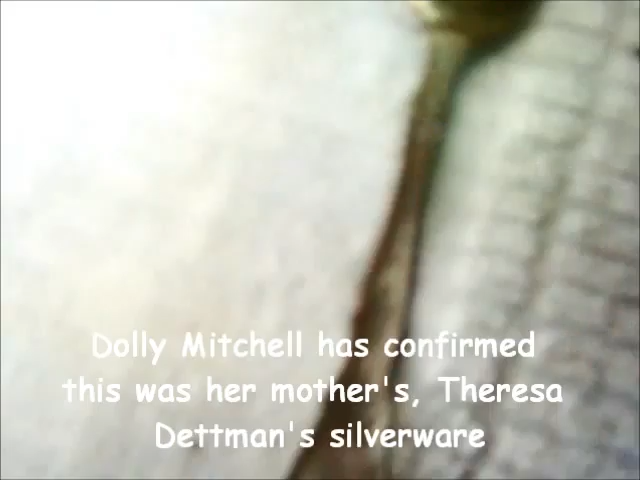 Dolly Mitchell has confirmed
this was her mother's, Theresa
Dettman's silverware